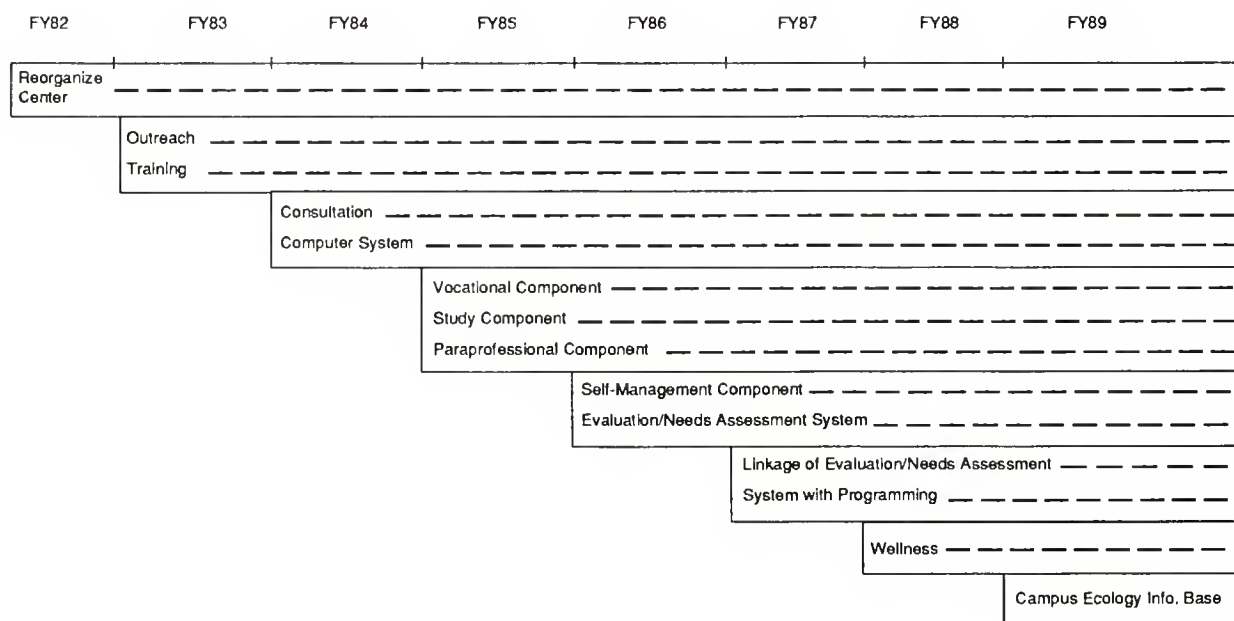 FY82 FY83 FY84 FY85 FY86 FY87 FY88 FY89
Reorganize
Center
Outreach
Training
Consultation
Computer System
Vocational Component
Study Component
Paraprofessional Component
Self-Management Component
Evaluation/Needs Assessment System
Linkage of Evaluation/Needs Assessment
System with Programming
Wellness
Campus Ecology Info. Base